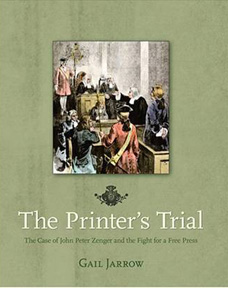 The Printer's Trial
The Case of John Peter Zenger and the Fight for a Free Press
GAIL JARROW